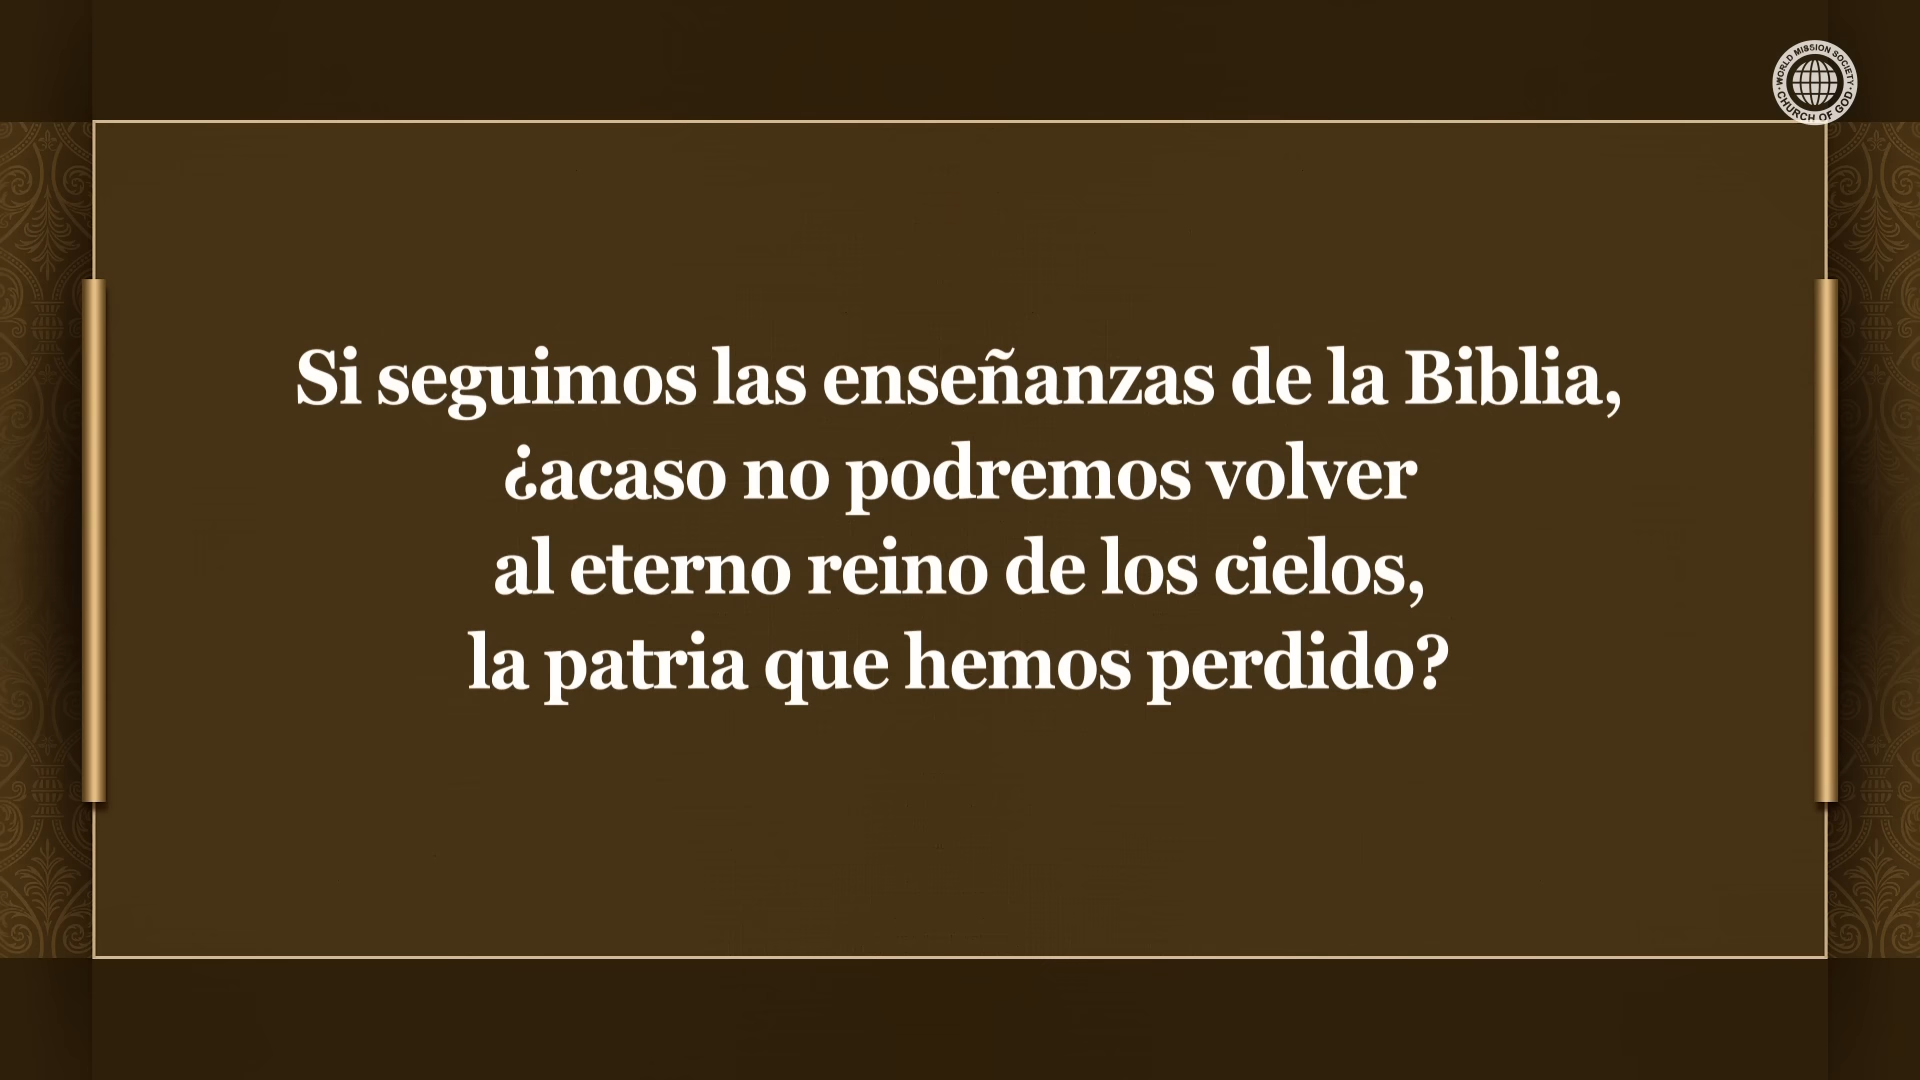 WORLD MISSION SOCIETY
CHURCH OF GOD
Si seguimos las enseñanzas de la Biblia,
¿acaso no podremos volver
al eterno reino de los cielos,
la patria que hemos perdido?